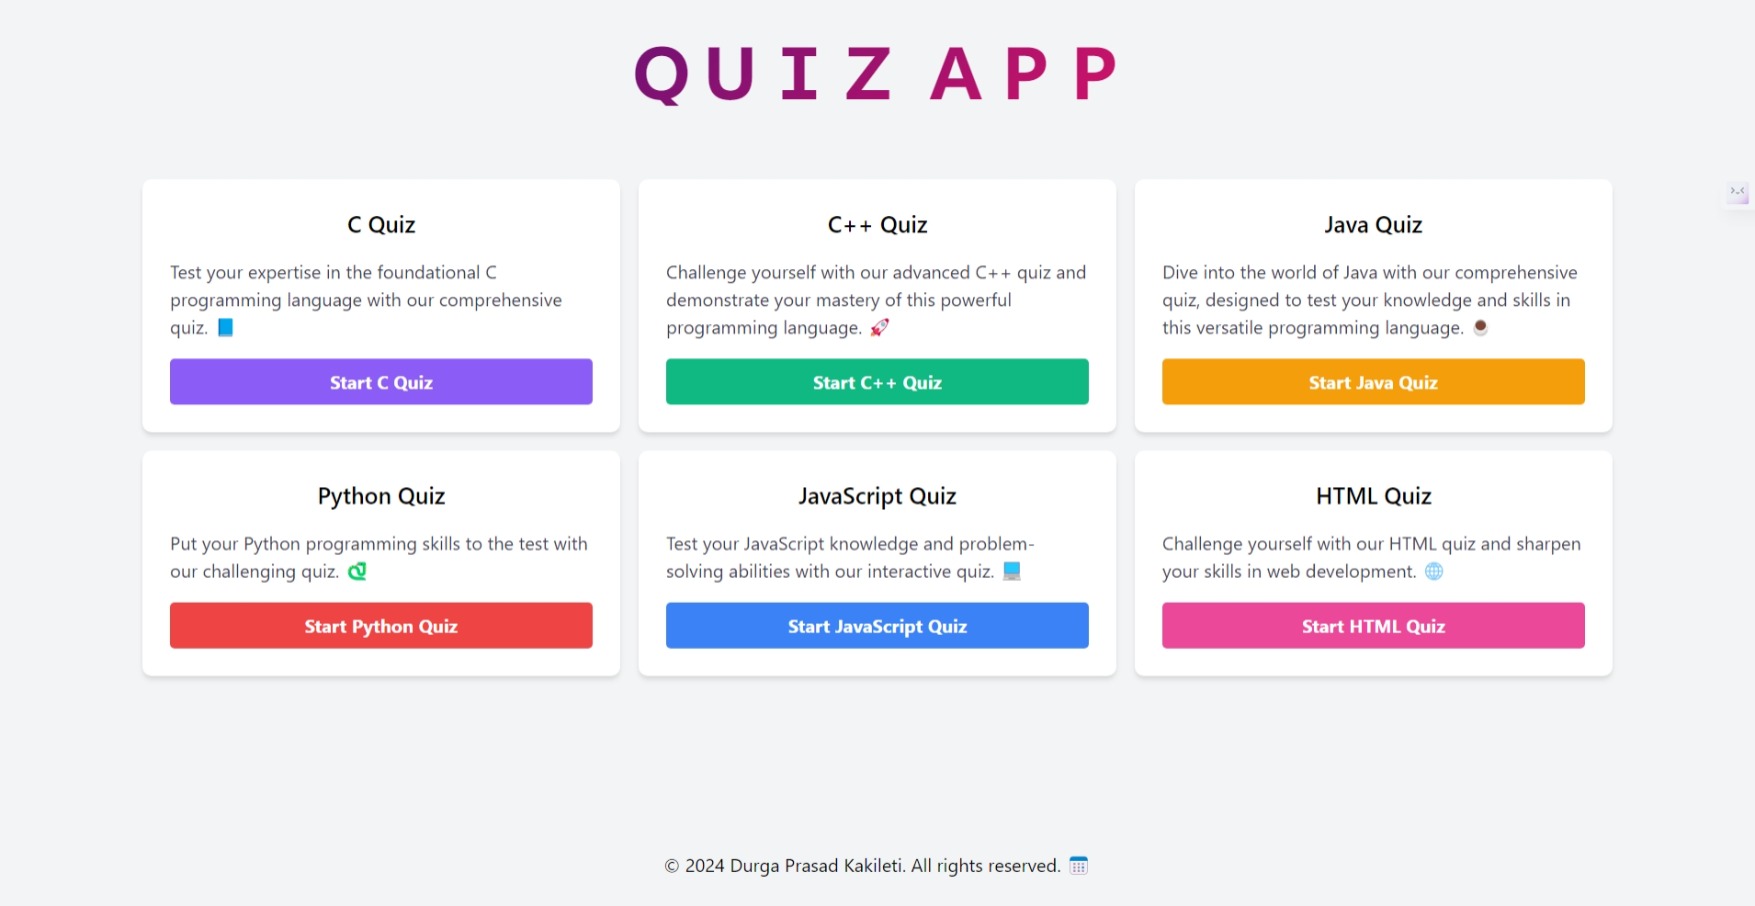 QUIZ APP
C Quiz
Test your expertise in the foundational C
programming language with our comprehensive
quiz. 📘
Start C Quiz
C++ Quiz
Challenge yourself with our advanced C++ quiz and
demonstrate your mastery of this powerful
programming language. 🚀
Start C++ Quiz
Java Quiz
Dive into the world of Java with our comprehensive
quiz, designed to test your knowledge and skills in
this versatile programming language. ☕
Start Java Quiz
Python Quiz
Put your Python programming skills to the test with
our challenging quiz. 🐍
Start Python Quiz
JavaScript Quiz
Test your JavaScript knowledge and problem-
solving abilities with our interactive quiz. 💻
Start JavaScript Quiz
HTML Quiz
Challenge yourself with our HTML quiz and sharpen
your skills in web development. 🌐
Start HTML Quiz
© 2024 Durga Prasad Kakileti. All rights reserved. 📅